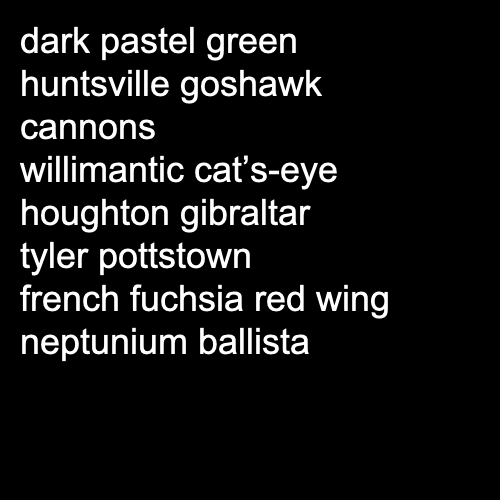 dark pastel green
huntsville goshawk
cannons
willimantic cat’s-eye
houghton gibraltar
tyler pottstown
french fuchsia red wing
neptunium ballista